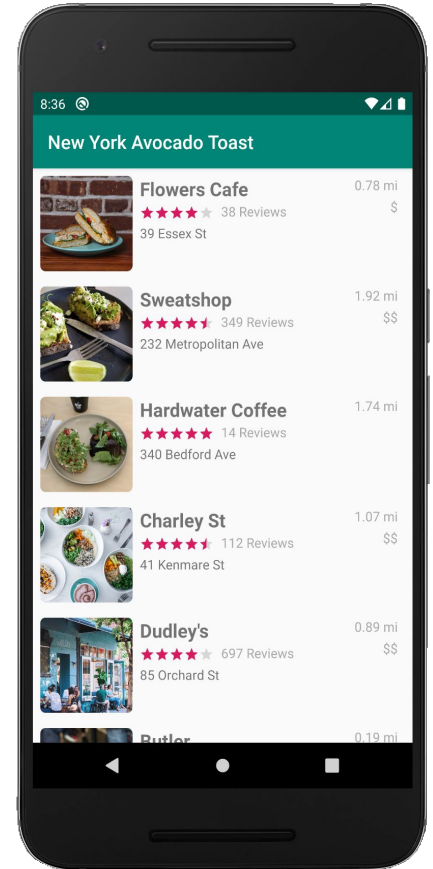 8:36
New York Avocado Toast
Flowers Cafe 0.78 mi
38 Reviews $
39 Essex St
Sweatshop 1.92 mi
349 Reviews $$
232 Metropolitan Ave
Hardwater Coffee 1.74 mi
14 Reviews
340 Bedford Ave
Charley St 1.07 mi
112 Reviews $$
41 Kenmare St
Dudley's 0.89 mi
697 Reviews $$
85 Orchard St
Butler 0.19 mi